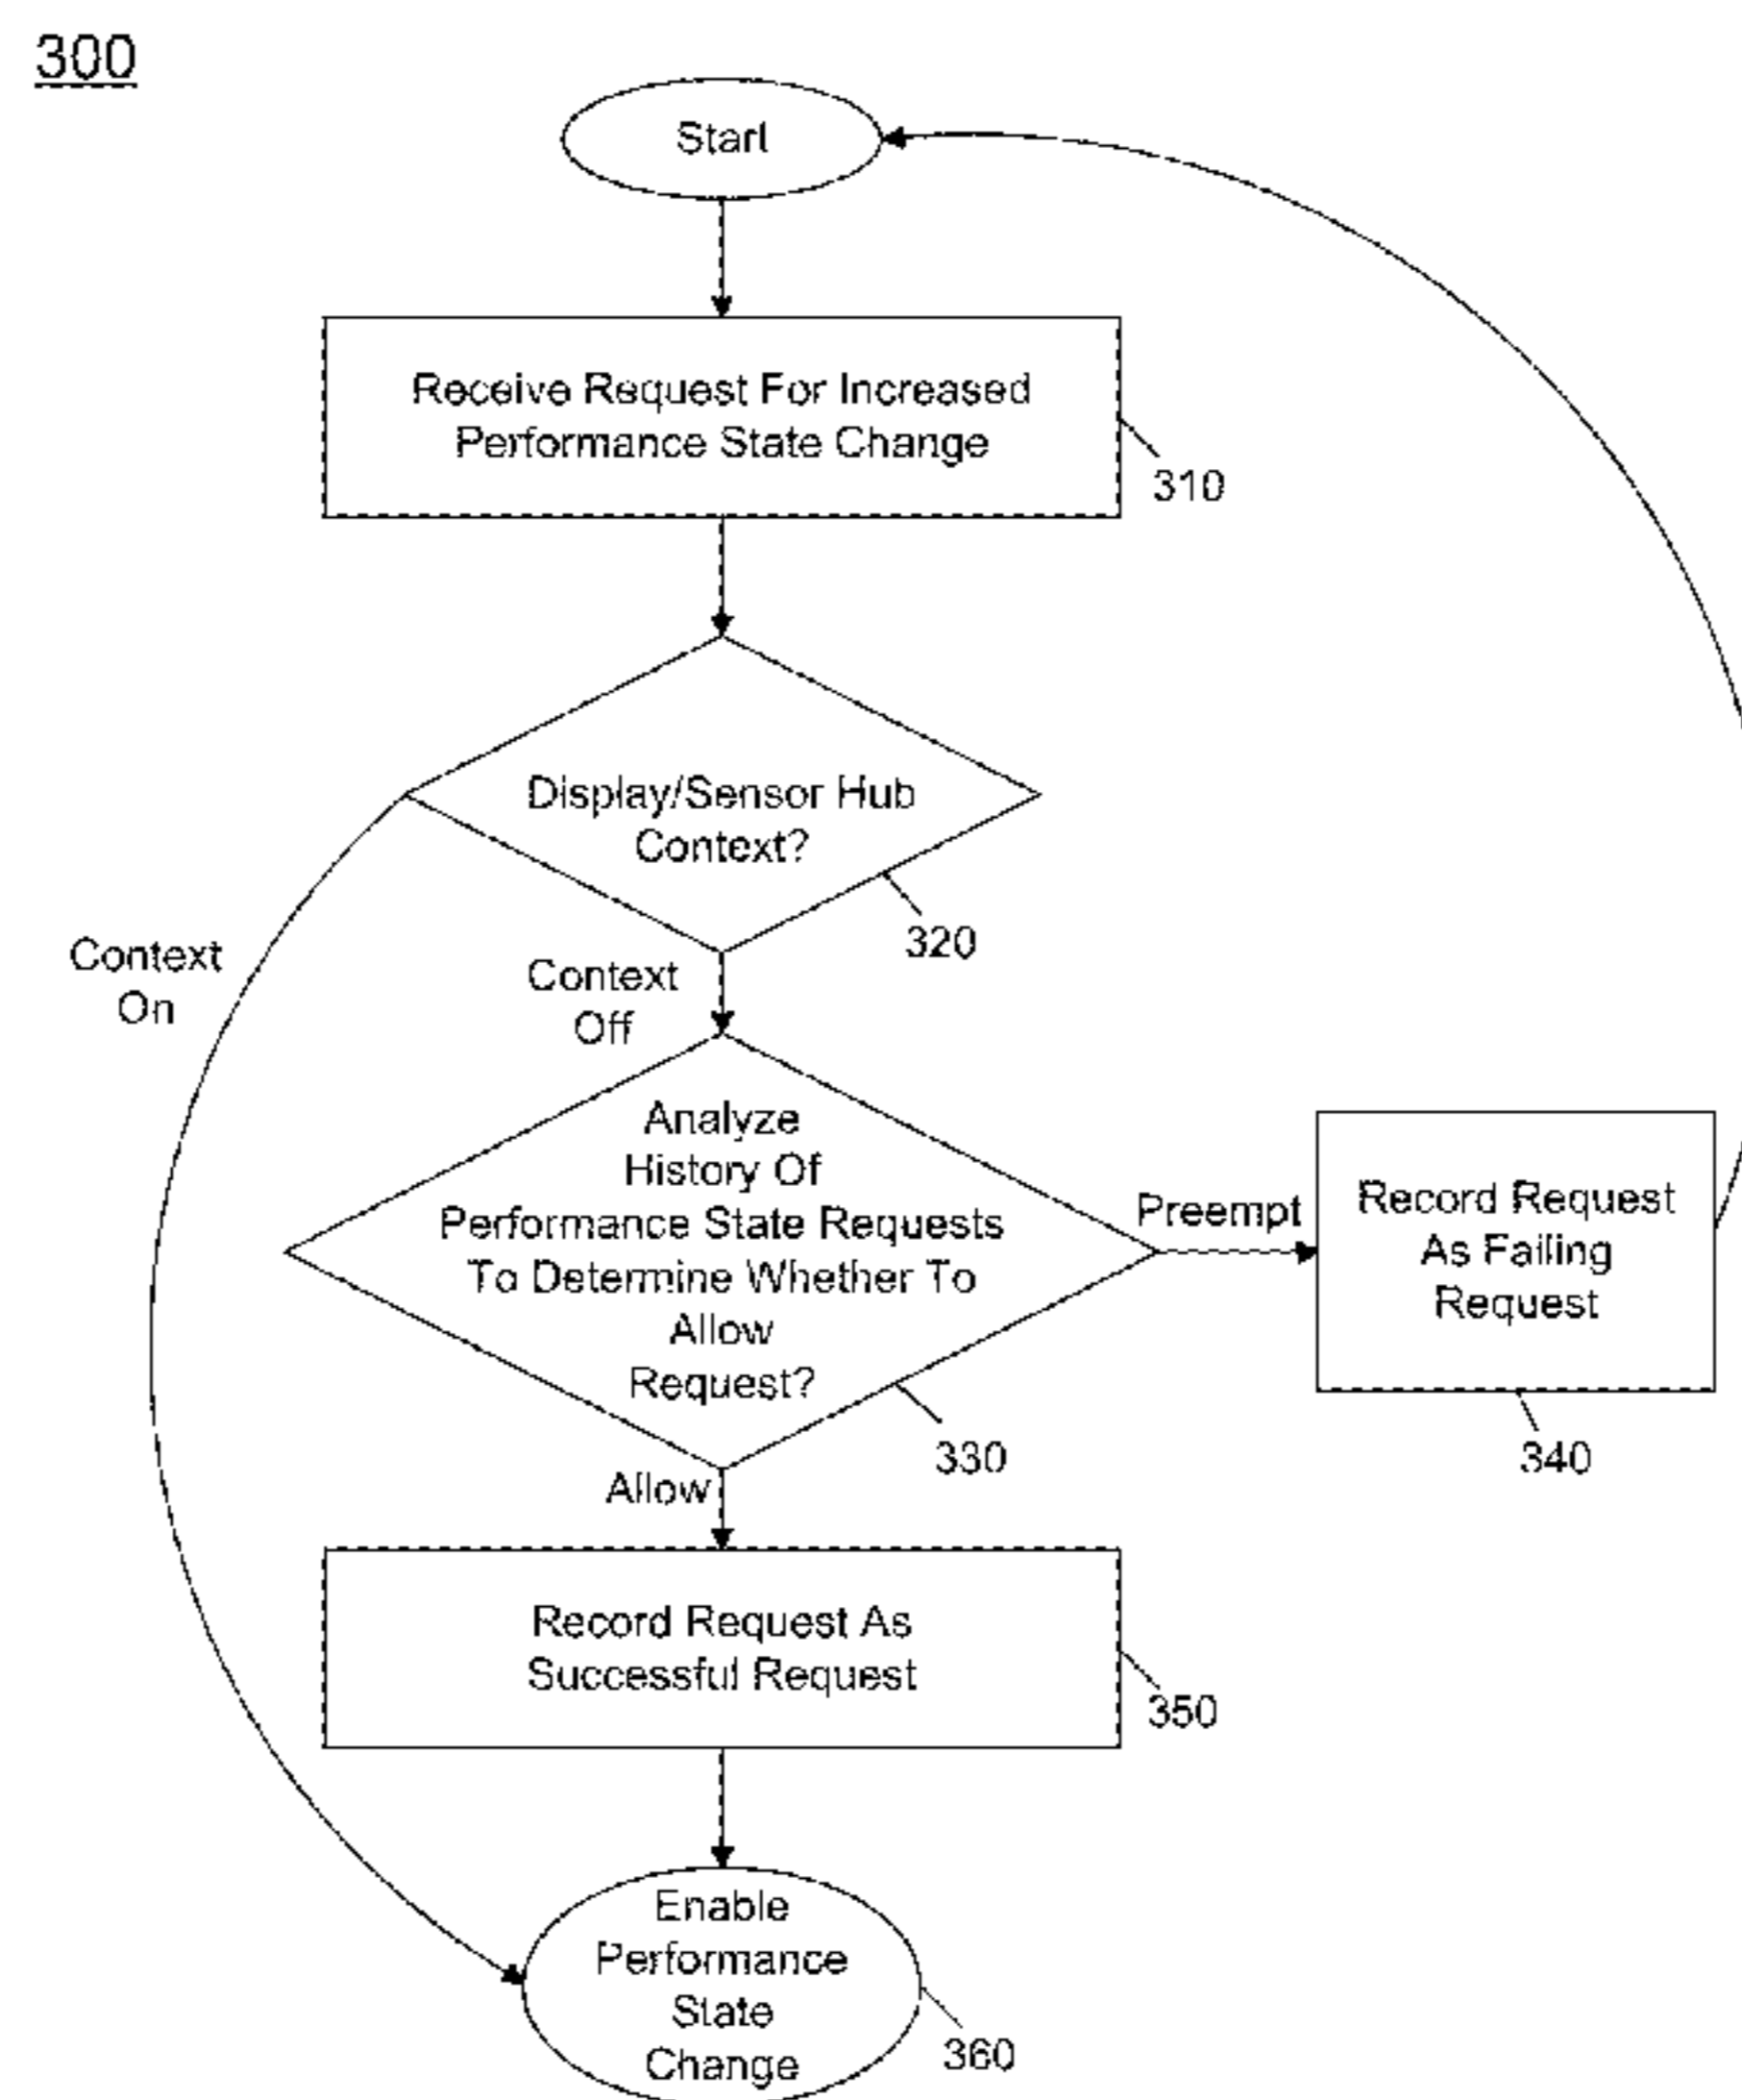 300
Start
Receive Request For Increased
Performance State Change
310
Display/Sensor Hub
Context?
320
Context
On
Context
Off
Analyze
History Of
Performance State Requests
To Determine Whether To
Allow
Request?
330
Preempt
Record Request
As Failing
Request
340
Allow
Record Request As
Successful Request
350
Enable
Performance
State
Change
360